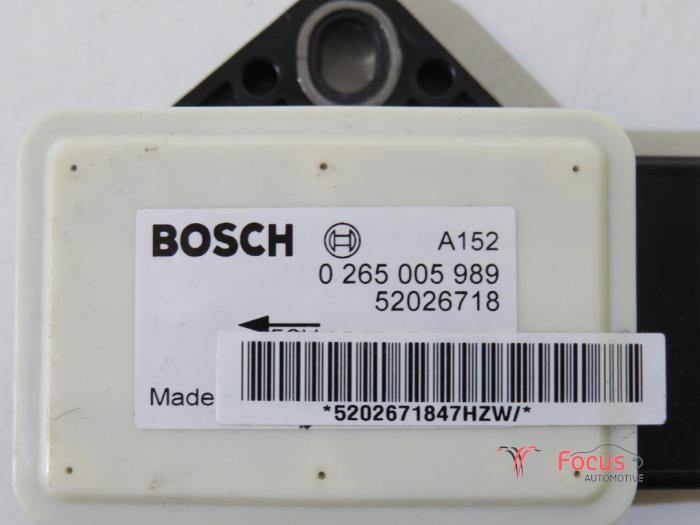 BOSCH A152
0 265 005 989
52026718
Made
*5202671847HZW/*
Focus
AUTOMOTIVE